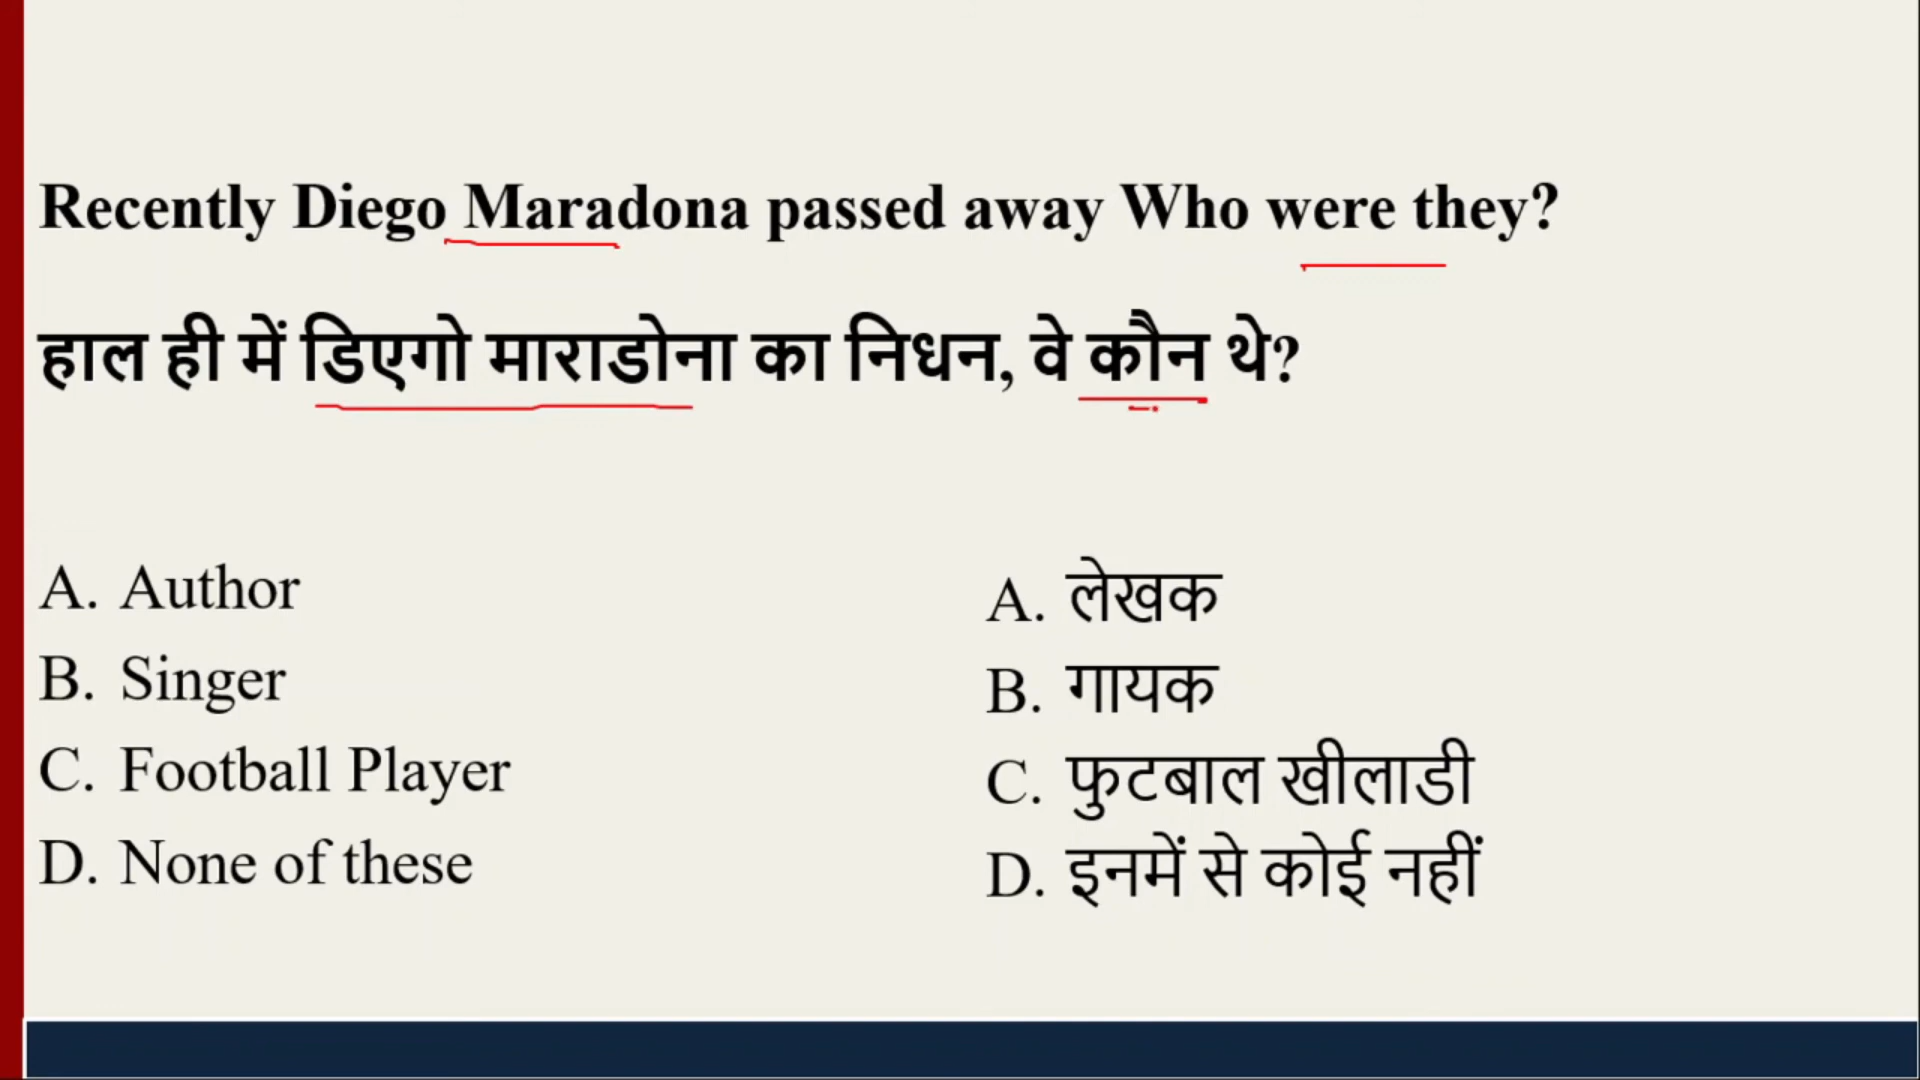 Recently Diego Maradona passed away Who were they?
हाल ही में डिएगो माराडोना का निधन, वे कौन थे?
A. Author
B. Singer
C. Football Player
D. None of these
A. लेखक
B. गायक
C. फुटबाल खीलाडी
D. इनमें से कोई नहीं